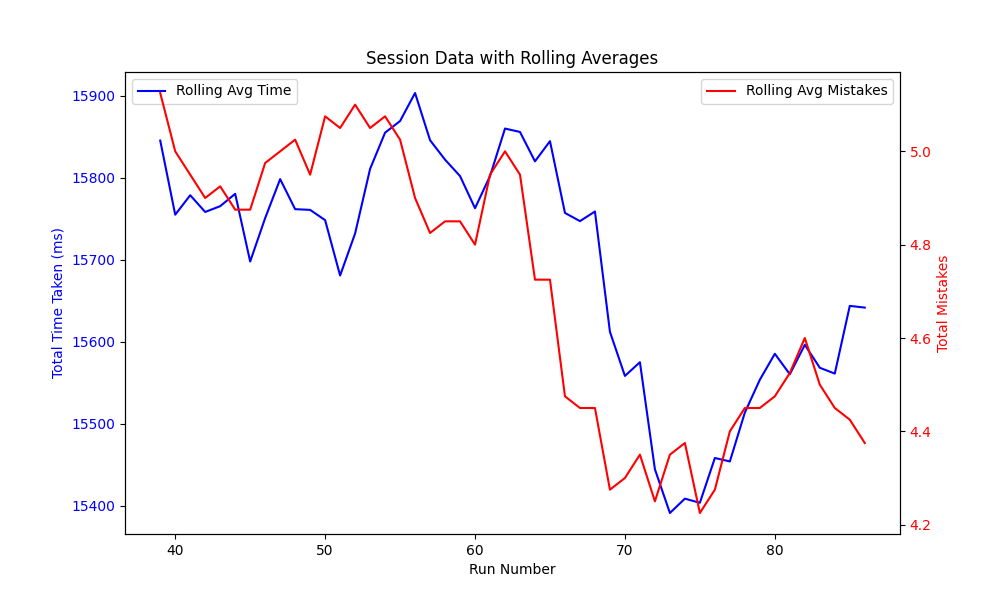 Session Data with Rolling Averages
Rolling Avg Time
Rolling Avg Mistakes
15900
15800
15700
15600
15500
15400
Total Time Taken (ms)
5.0
4.8
4.6
4.4
4.2
Total Mistakes
40
50
60
70
80
Run Number